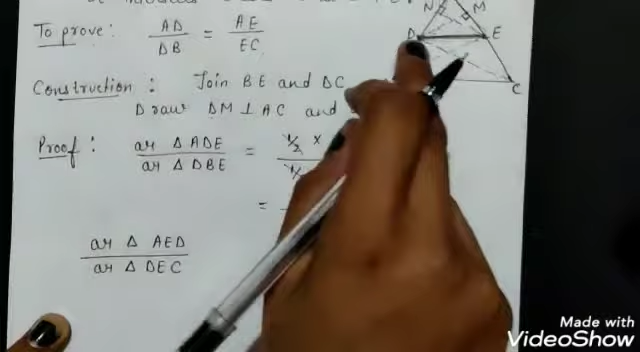 N M
To prove : AD/DB = AE/EC
D E
Construction : Join BE and DC
C
Draw DM ⊥ AC and
Proof : ar Δ ADE / ar Δ DBE = 1/2 ×
=
ar Δ AED / ar Δ DEC
Made with
VideoShow